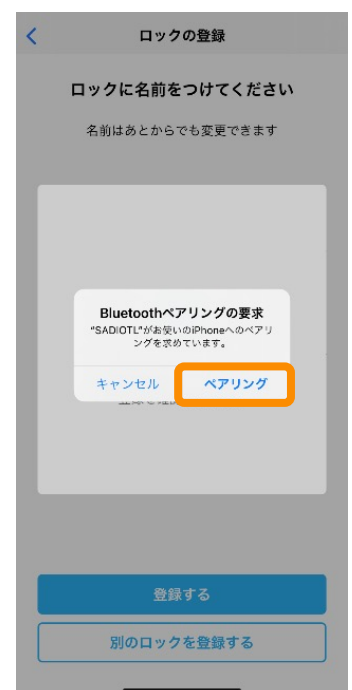 ロックの登録
ロックに名前をつけてください
名前はあとからでも変更できます
Bluetoothペアリングの要求
"SADIOTL"がお使いのiPhoneへのペアリ
ングを求めています。
キャンセル
ペアリング
登録する
別のロックを登録する